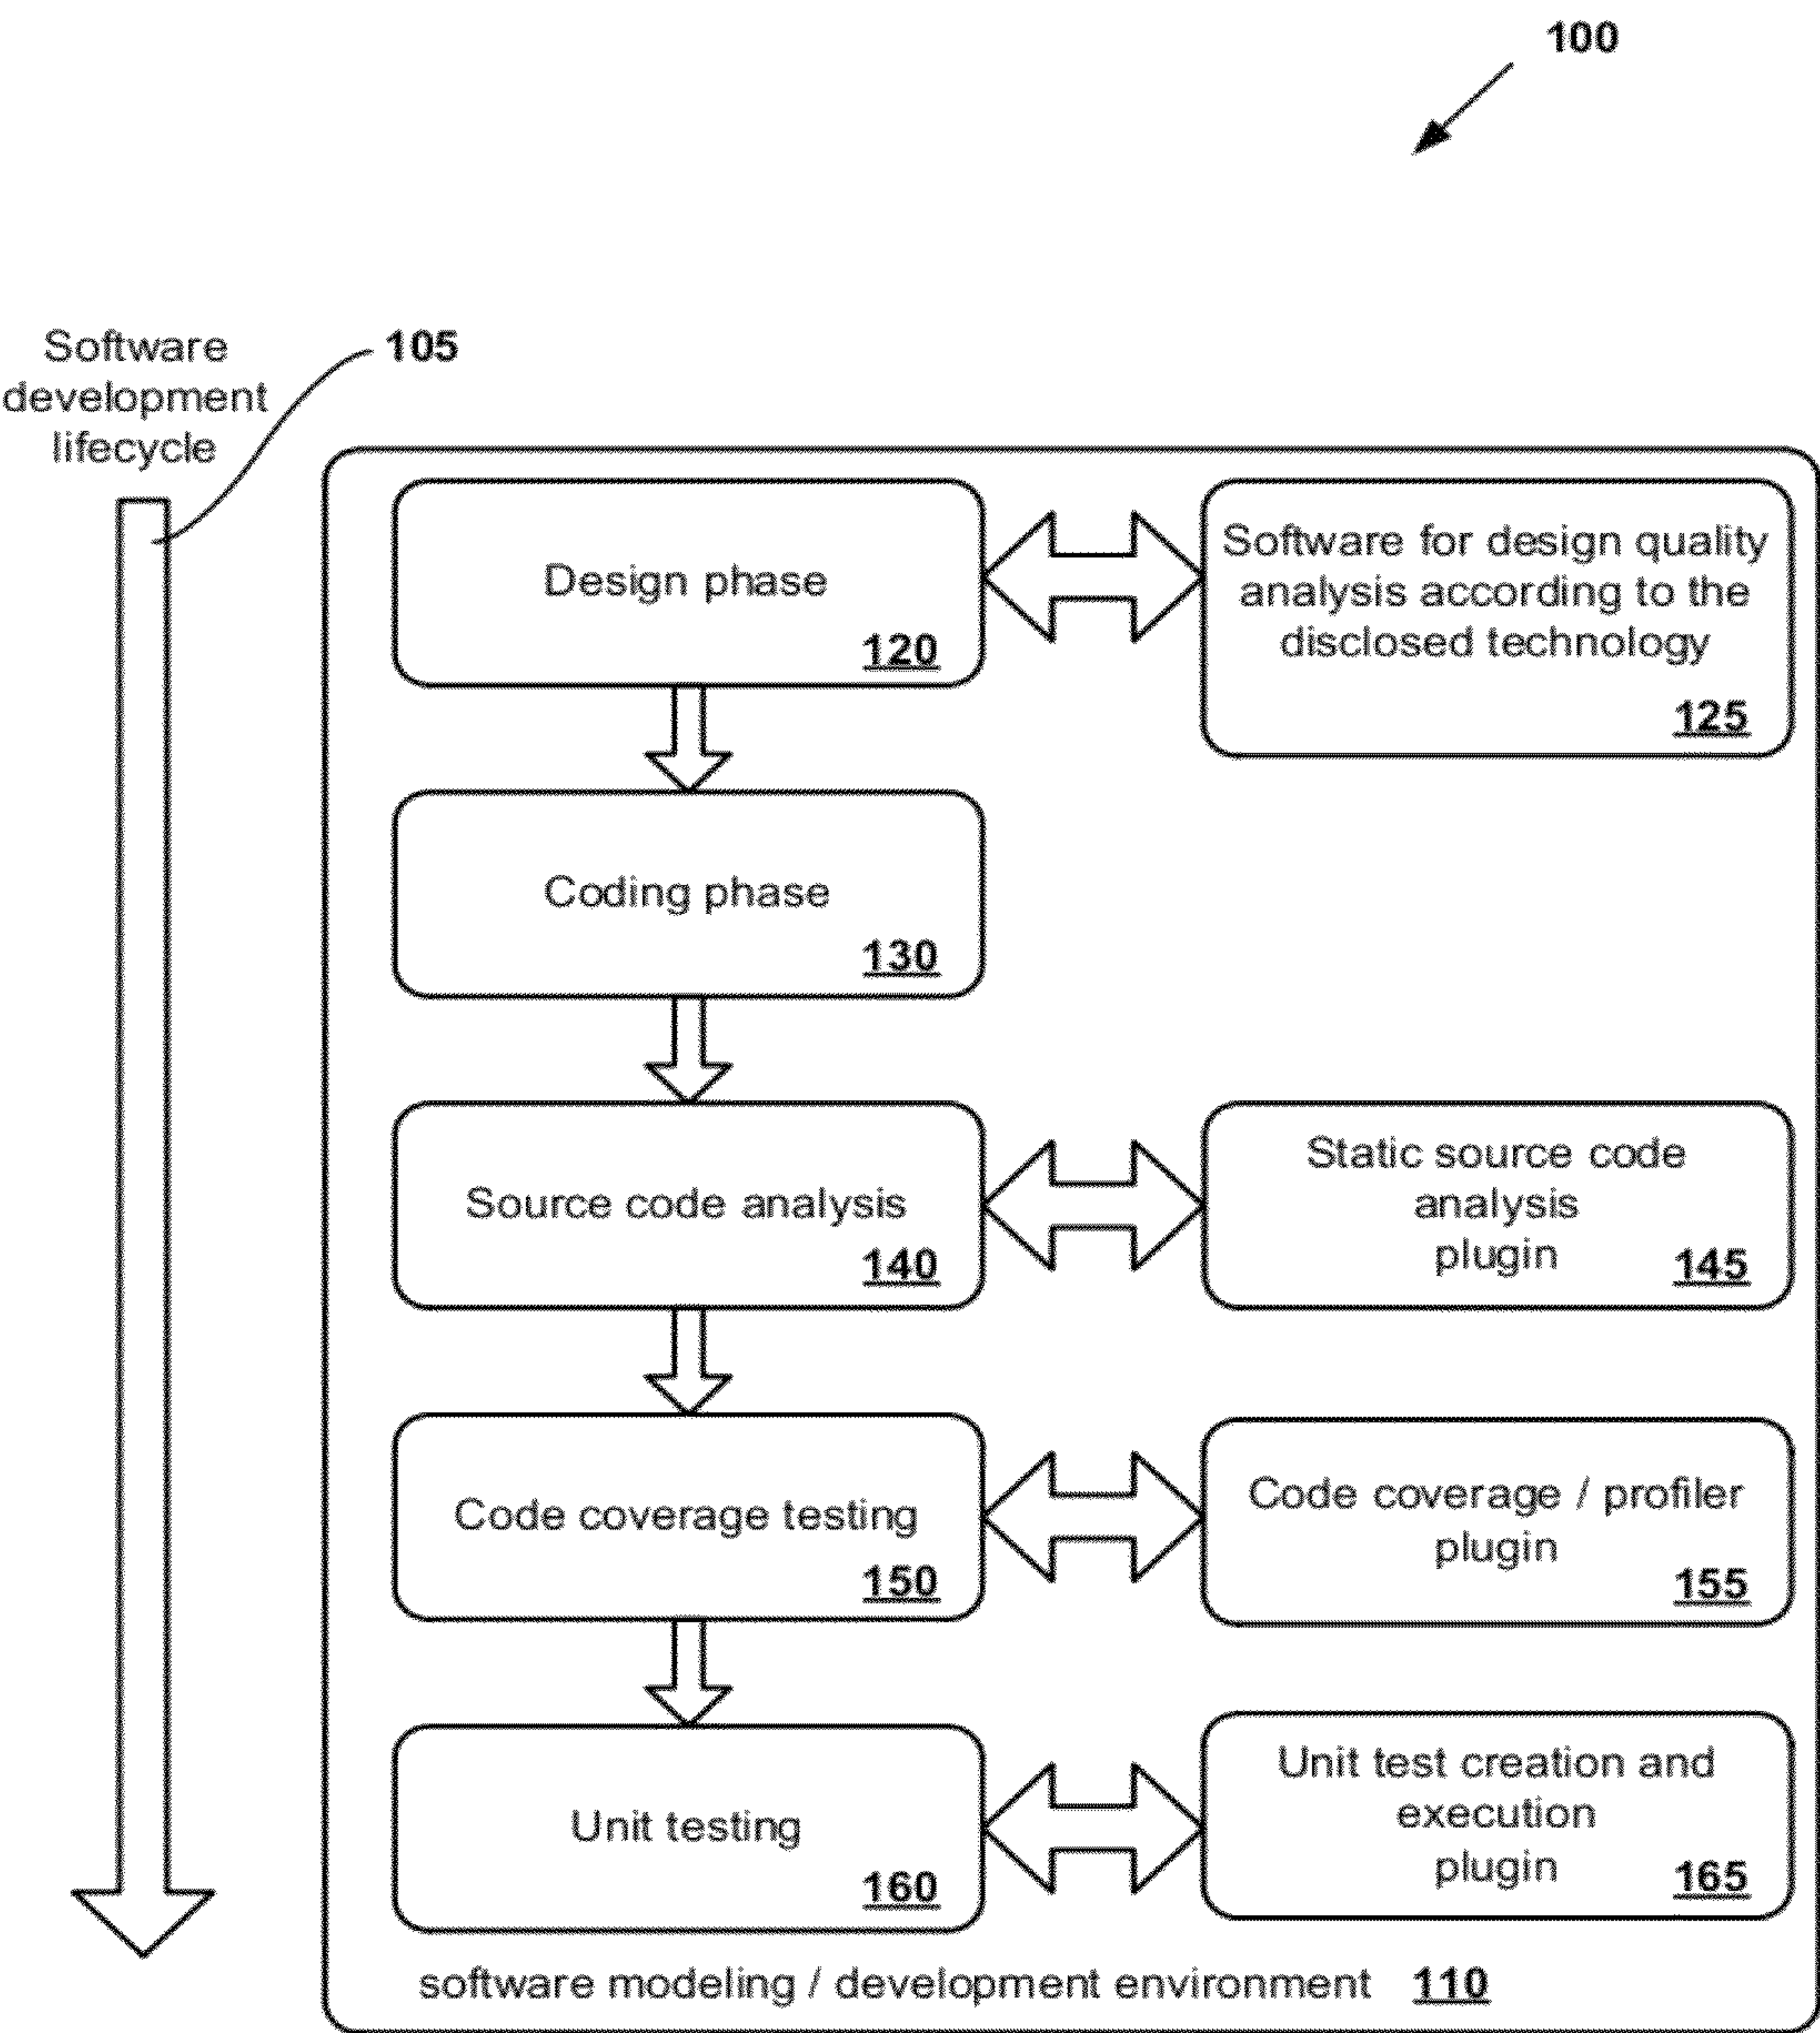 100
Software
development
lifecycle
105
Design phase
120
Software for design quality
analysis according to the
disclosed technology
125
Coding phase
130
Source code analysis
140
Static source code
analysis
plugin
145
Code coverage testing
150
Code coverage / profiler
plugin
155
Unit testing
160
Unit test creation and
execution
plugin
165
software modeling / development environment 110